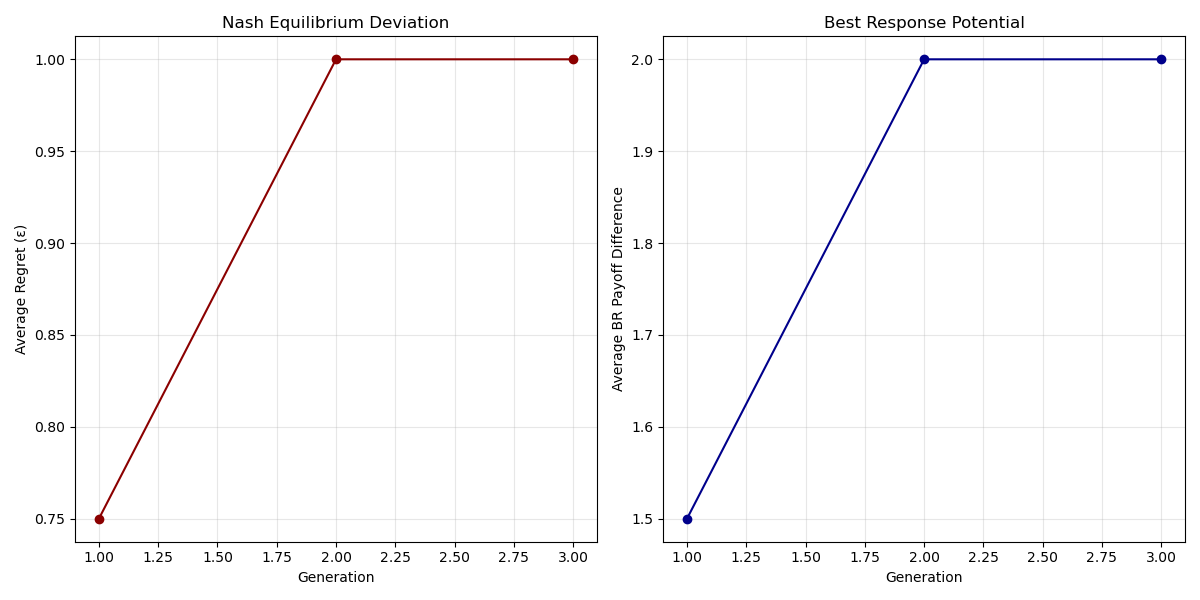 Nash Equilibrium Deviation
Average Regret (ε)
1.00
0.95
0.90
0.85
0.80
0.75
1.00 1.25 1.50 1.75 2.00 2.25 2.50 2.75 3.00
Generation
Best Response Potential
Average BR Payoff Difference
2.0
1.9
1.8
1.7
1.6
1.5
1.00 1.25 1.50 1.75 2.00 2.25 2.50 2.75 3.00
Generation